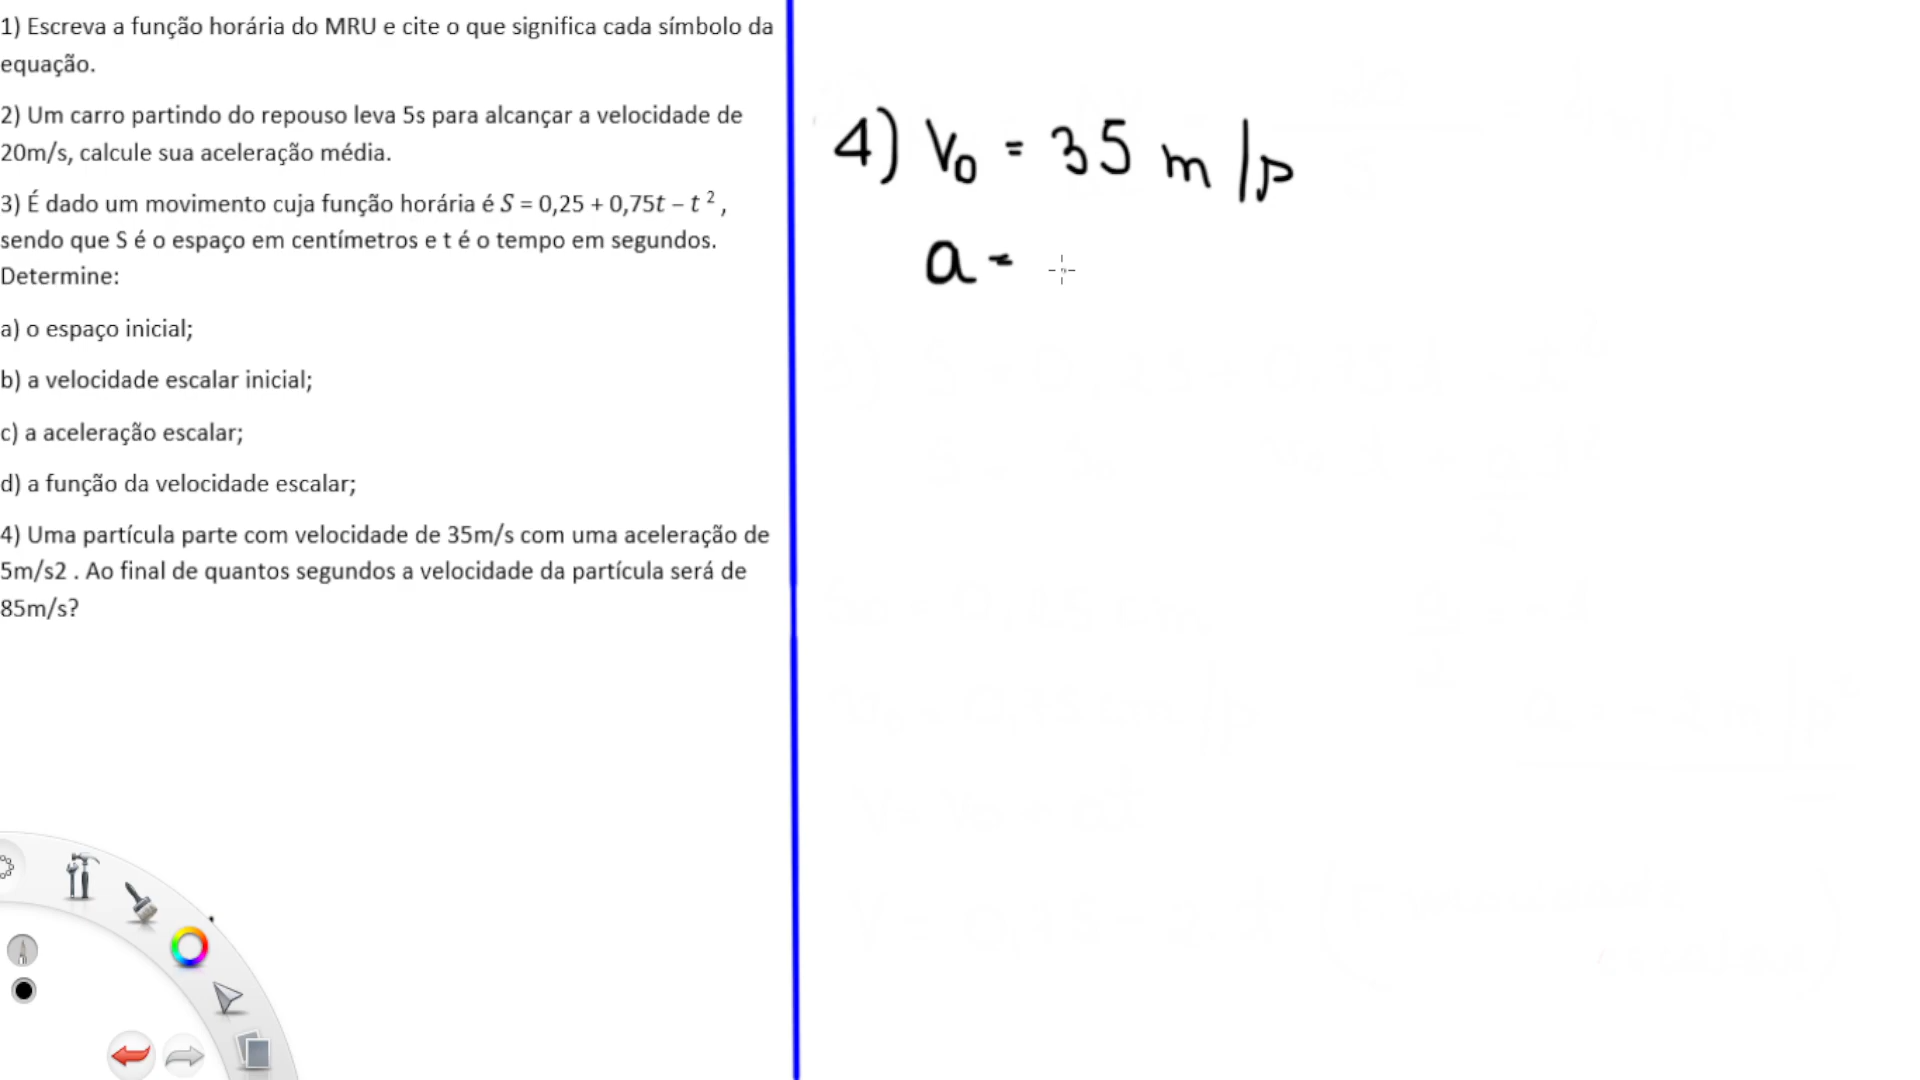 1) Escreva a função horária do MRU e cite o que significa cada símbolo da
equação.
2) Um carro partindo do repouso leva 5s para alcançar a velocidade de
20m/s, calcule sua aceleração média.
3) É dado um movimento cuja função horária é S = 0,25 + 0,75t – t ² ,
sendo que S é o espaço em centímetros e t é o tempo em segundos.
Determine:
a) o espaço inicial;
b) a velocidade escalar inicial;
c) a aceleração escalar;
d) a função da velocidade escalar;
4) Uma partícula parte com velocidade de 35m/s com uma aceleração de
5m/s2 . Ao final de quantos segundos a velocidade da partícula será de
85m/s?
4) V₀ = 35 m/s
a =